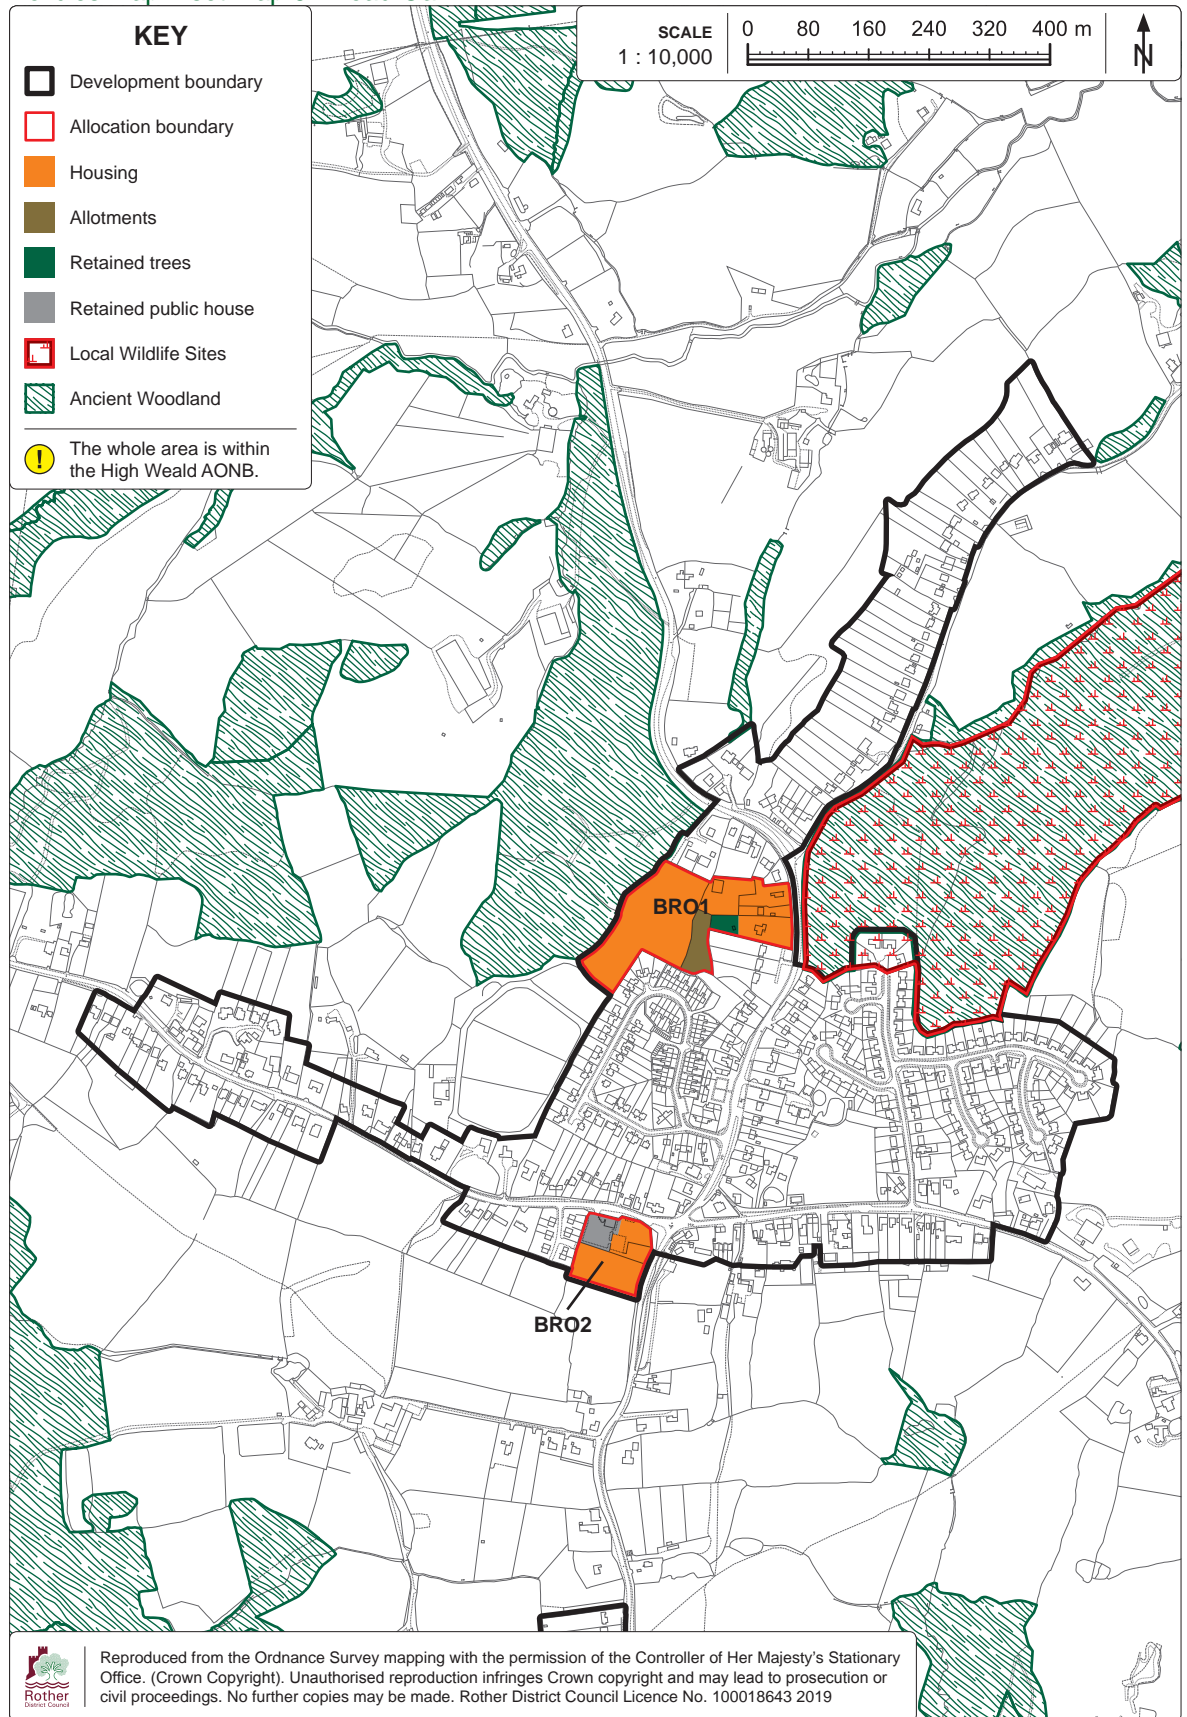 KEY
Development boundary
Allocation boundary
Housing
Allotments
Retained trees
Retained public house
Local Wildlife Sites
Ancient Woodland
!
The whole area is within
the High Weald AONB.
SCALE
1 : 10,000
0 80 160 240 320 400 m
N
BRO1
BRO2
Rother
District Council
Reproduced from the Ordnance Survey mapping with the permission of the Controller of Her Majesty's Stationary
Office. (Crown Copyright). Unauthorised reproduction infringes Crown copyright and may lead to prosecution or
civil proceedings. No further copies may be made. Rother District Council Licence No. 100018643 2019